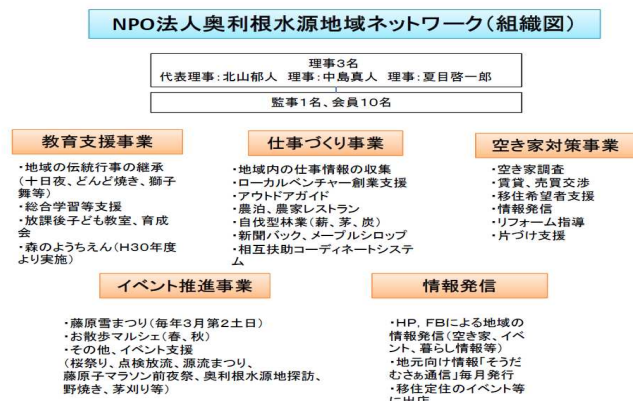 NPO法人奥利根水源地域ネットワーク(組織図)
理事3名
代表理事:北山郁人 理事:中島真人 理事:夏目啓一郎
監事1名、会員10名
教育支援事業
・地域の伝統行事の継承
(十日夜、どんど焼き、獅子
舞等)
・総合学習等支援
・放課後子ども教室、育成
会
・森のようちえん(H30年度
より実施)
仕事づくり事業
・地域内の仕事情報の収集
・ローカルベンチャー創業支援
・アウトドアガイド
・農泊、農家レストラン
・自伐型林業(薪、茅、炭)
・新聞バック、メープルシロップ
・相互扶助コーディネートシステ
ム
空き家対策事業
・空き家調査
・賃貸、売買交渉
・移住希望者支援
・情報発信
・リフォーム指導
・片づけ支援
イベント推進事業
・藤原雪まつり(毎年3月第2土日)
・お散歩マルシェ(春、秋)
・その他、イベント支援
(桜祭り、点検放流、源流まつり、
藤原子マラソン前夜祭、奥利根水源地探訪、
野焼き、茅刈り等)
情報発信
・HP、FBによる地域の
情報発信(空き家、イベ
ント、暮らし情報等)
・地元向け情報「そうだ
むさぁ通信」毎月発行
・移住定住のイベント等
に出店